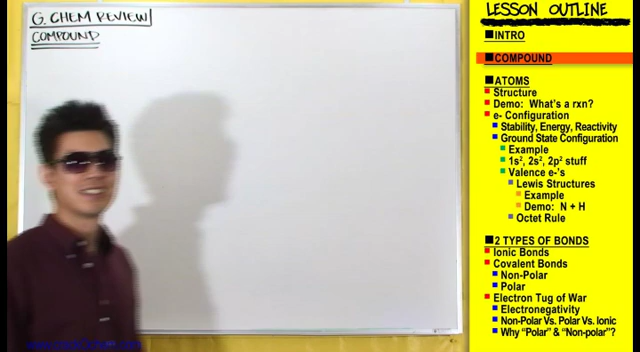 G. CHEM REVIEW
COMPOUND
LESSON OUTLINE
INTRO
COMPOUND
ATOMS
Structure
Demo: What's a rxn?
e- Configuration
Stability, Energy, Reactivity
Ground State Configuration
Example
1s², 2s², 2p² stuff
Valence e-'s
Lewis Structures
Example
Demo: N + H
Octet Rule
2 TYPES OF BONDS
Ionic Bonds
Covalent Bonds
Non-Polar
Polar
Electron Tug of War
Electronegativity
Non-Polar Vs. Polar Vs. Ionic
Why "Polar" & "Non-polar"?